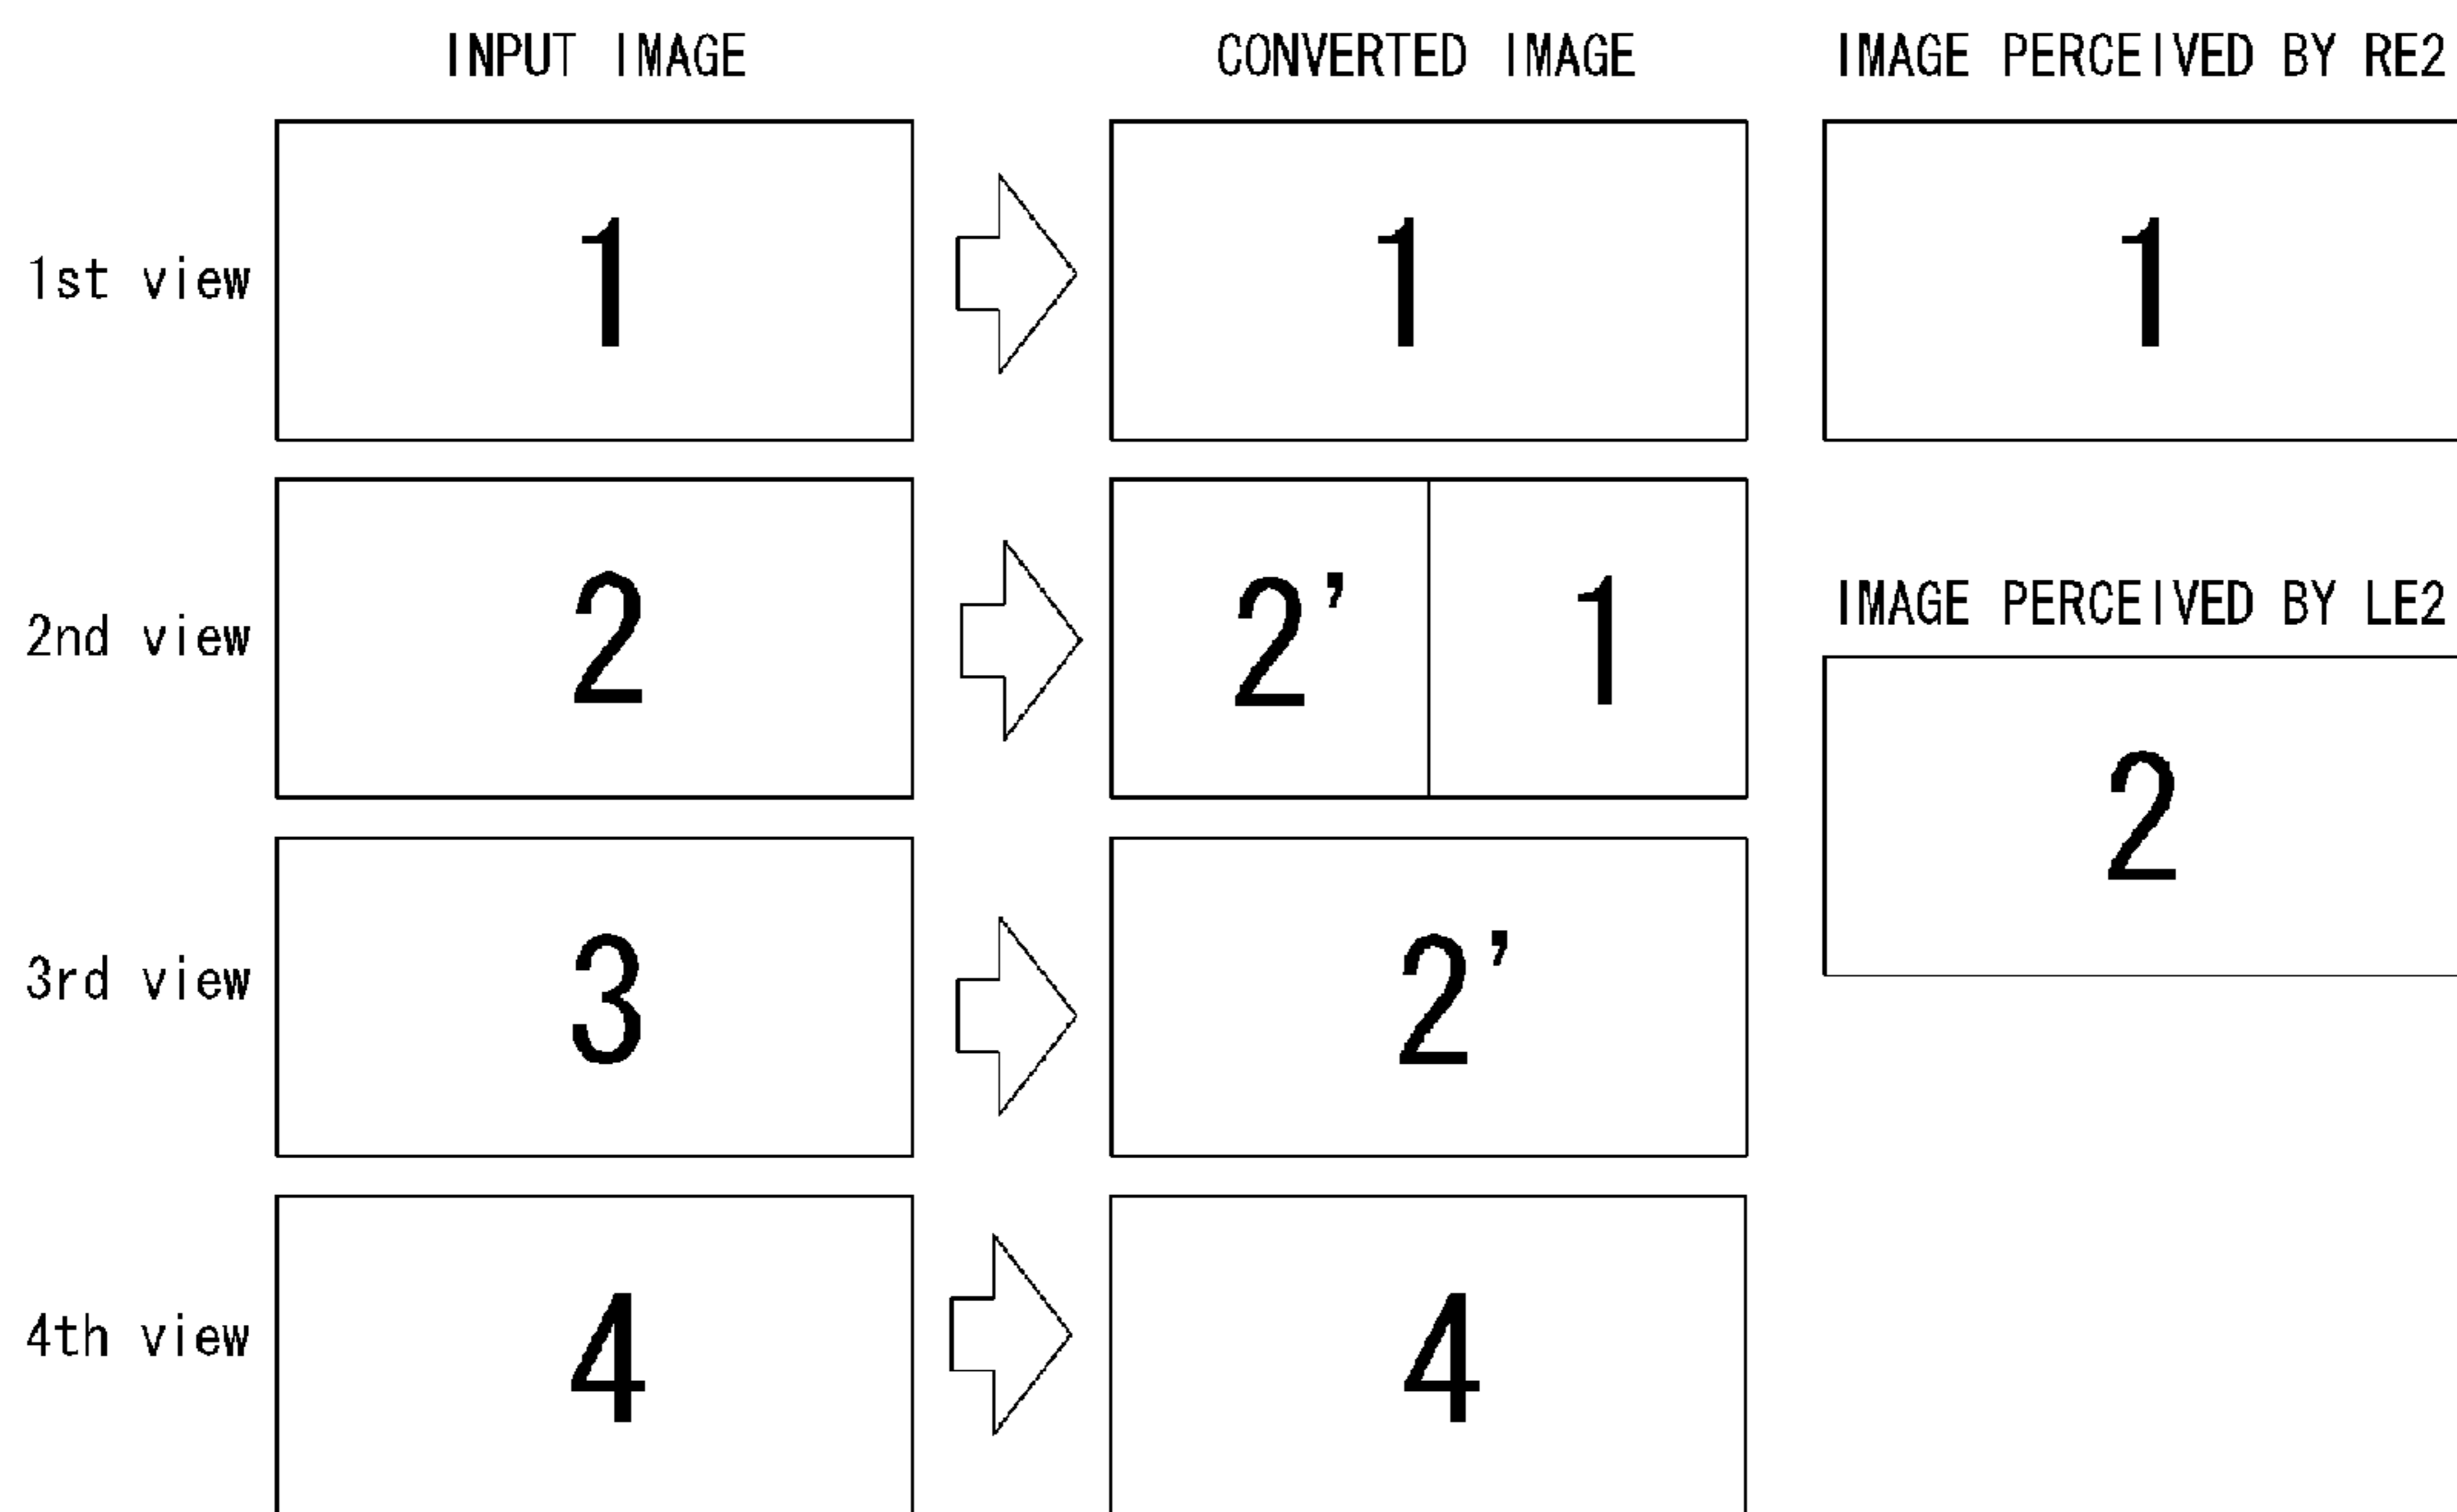 INPUT IMAGE CONVERTED IMAGE IMAGE PERCEIVED BY RE2
1st view 1 1 1
2nd view 2 2' 1
IMAGE PERCEIVED BY LE2
2
3rd view 3 2'
4th view 4 4